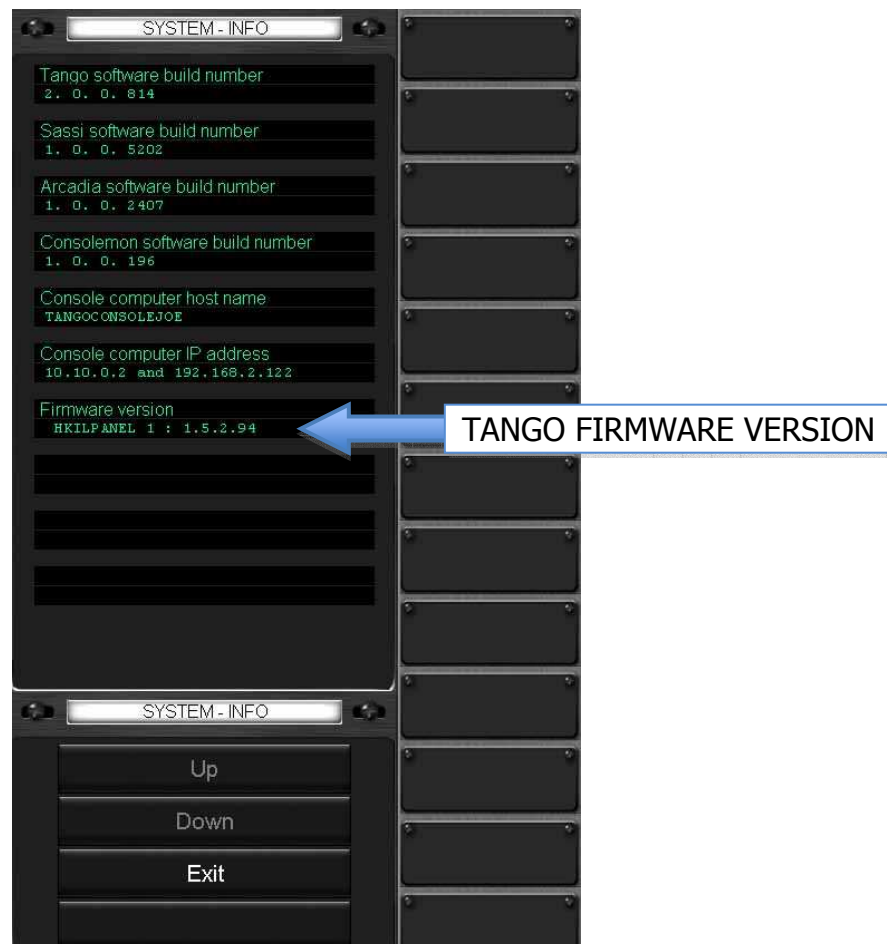 SYSTEM - INFO
Tango software build number
2. 0. 0. 814
Sassi software build number
1. 0. 0. 5202
Arcadia software build number
1. 0. 0. 2407
Consolemon software build number
1. 0. 0. 196
Console computer host name
TANGOCONSOLEJOE
Console computer IP address
10.10.0.2 and 192.168.2.122
Firmware version
HKILPANEL 1 : 1.5.2.94
TANGO FIRMWARE VERSION
SYSTEM - INFO
Up
Down
Exit